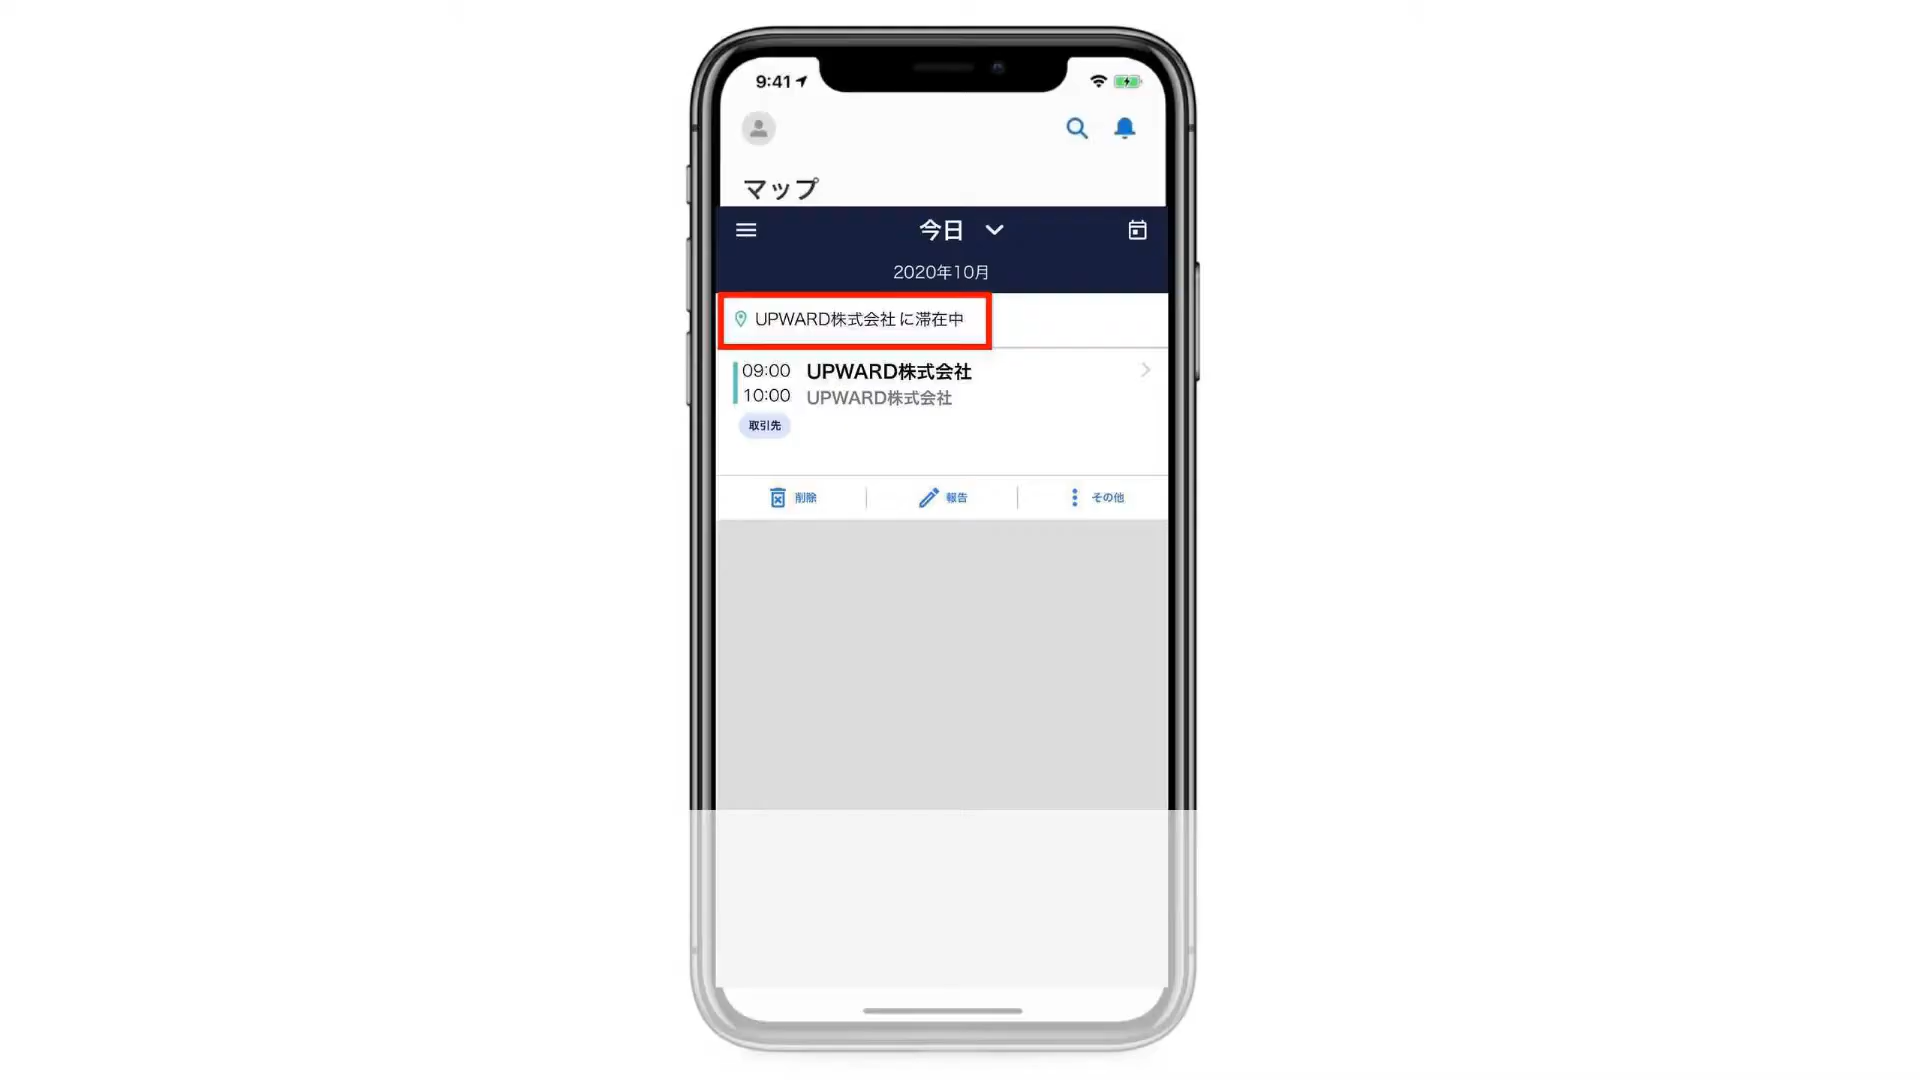 9:41
マップ
今日
2020年10月
UPWARD株式会社 に滞在中
09:00 UPWARD株式会社
10:00 UPWARD株式会社
取引先
削除 報告 その他